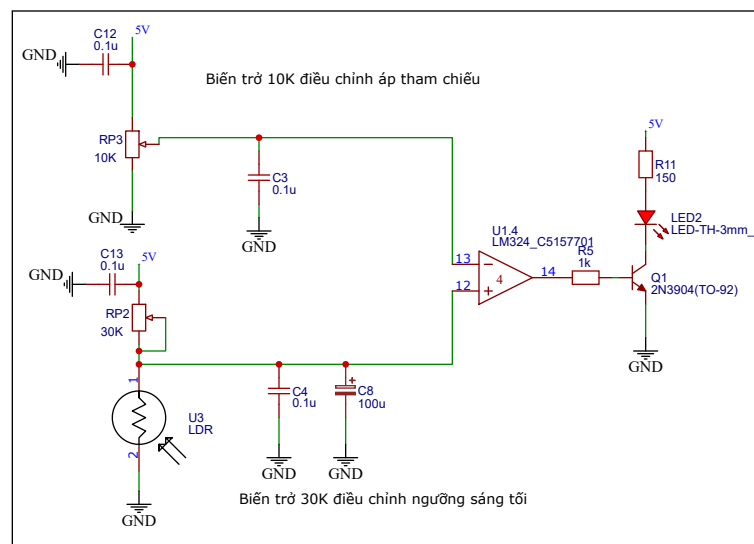 C12
0.1u
5V
GND
Biến trở 10K điều chỉnh áp tham chiếu
RP3
10K
C3
0.1u
GND
GND
5V
R11
150
LED2
LED-TH-3mm_
U1.4
LM324_C5157701
13
12
4
14
R5
1k
Q1
2N3904(TO-92)
GND
C13
0.1u
5V
GND
RP2
30K
1
U3
LDR
2
C4
0.1u
C8
100u
GND
GND
GND
Biến trở 30K điều chỉnh ngưỡng sáng tối